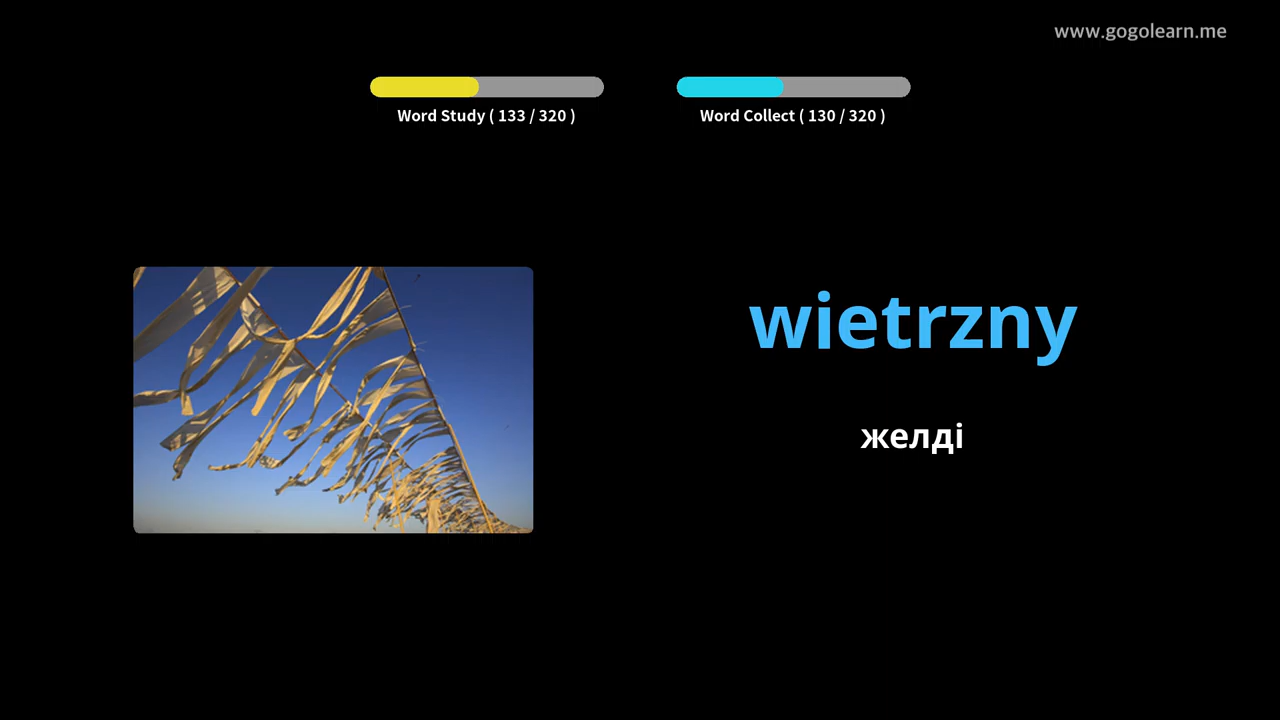 www.gogolearn.me
Word Study ( 133 / 320 )
Word Collect ( 130 / 320 )
wietrzny
желді